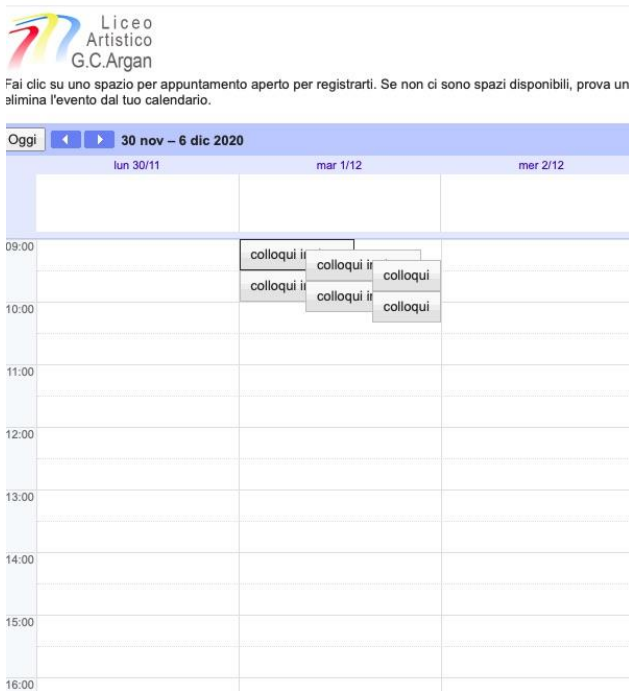 Liceo
Artistico
G.C.Argan
Fai clic su uno spazio per appuntamento aperto per registrarti. Se non ci sono spazi disponibili, prova un
elimina l'evento dal tuo calendario.
Oggi 30 nov – 6 dic 2020
lun 30/11 mar 1/12 mer 2/12
09:00
colloqui
colloqui
colloqui
colloqui
colloqui
colloqui
10:00
11:00
12:00
13:00
14:00
15:00
16:00